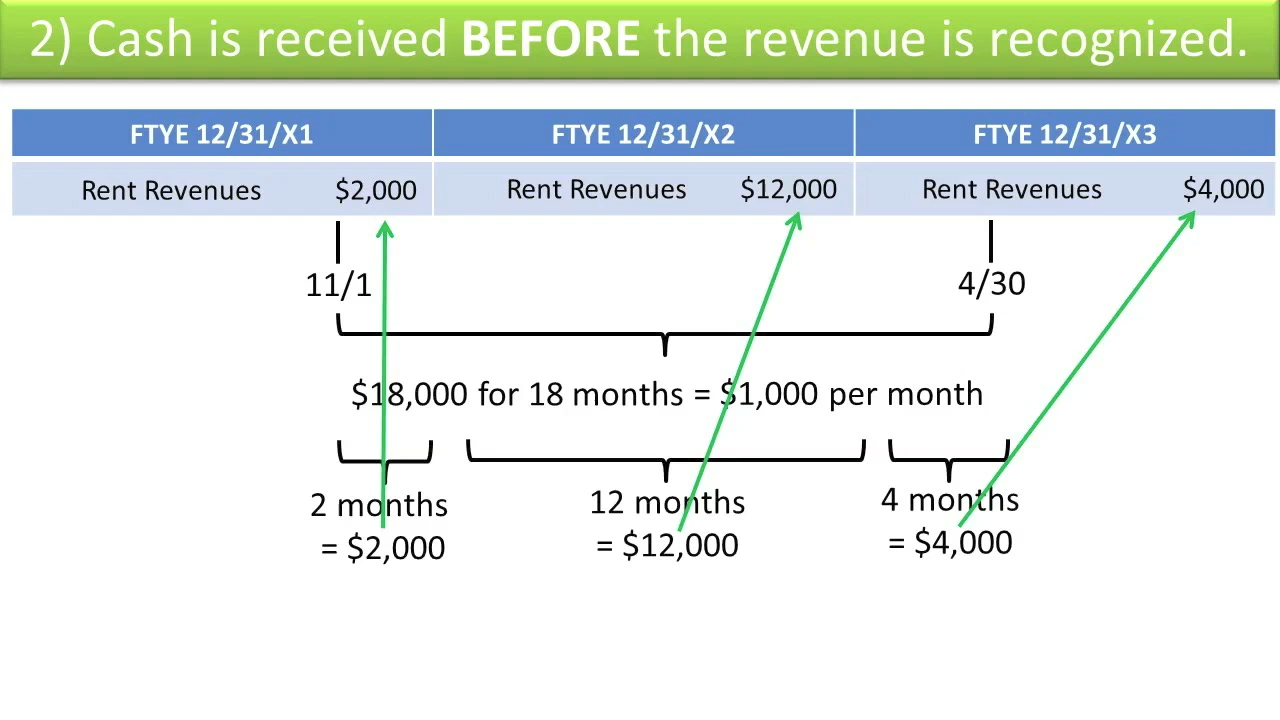 2) Cash is received BEFORE the revenue is recognized.
FTYE 12/31/X1 FTYE 12/31/X2 FTYE 12/31/X3
Rent Revenues $2,000 Rent Revenues $12,000 Rent Revenues $4,000
11/1 4/30
$18,000 for 18 months = $1,000 per month
2 months 12 months 4 months
= $2,000 = $12,000 = $4,000